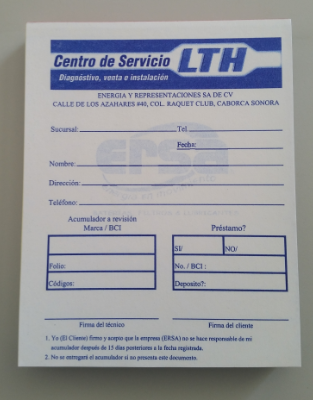 Centro de Servicio LTH
Diagnóstivo, venta e instalación
ENERGIA Y REPRESENTACIONES SA DE CV
CALLE DE LOS AZAHARES #40, COL. RAQUET CLUB, CABORCA SONORA
Sucursal: Tel.
Fecho:
ERSA
Nombre:
Dirección:
Teléfono:
Acumulador a revisión
Marca / BCI
Préstamo?
SI/ NO/
Folio: No. / BCI :
Códigos: Deposito?:
Firma del técnico Firma del cliente
1. Yo (El Cliente) firmo y acepto que la empresa (ERSA) no se hace responsable de mi
acumulador después de 15 días posteriores a la fecha registrada.
2. No se entregará el acumulador si no presenta este documento.